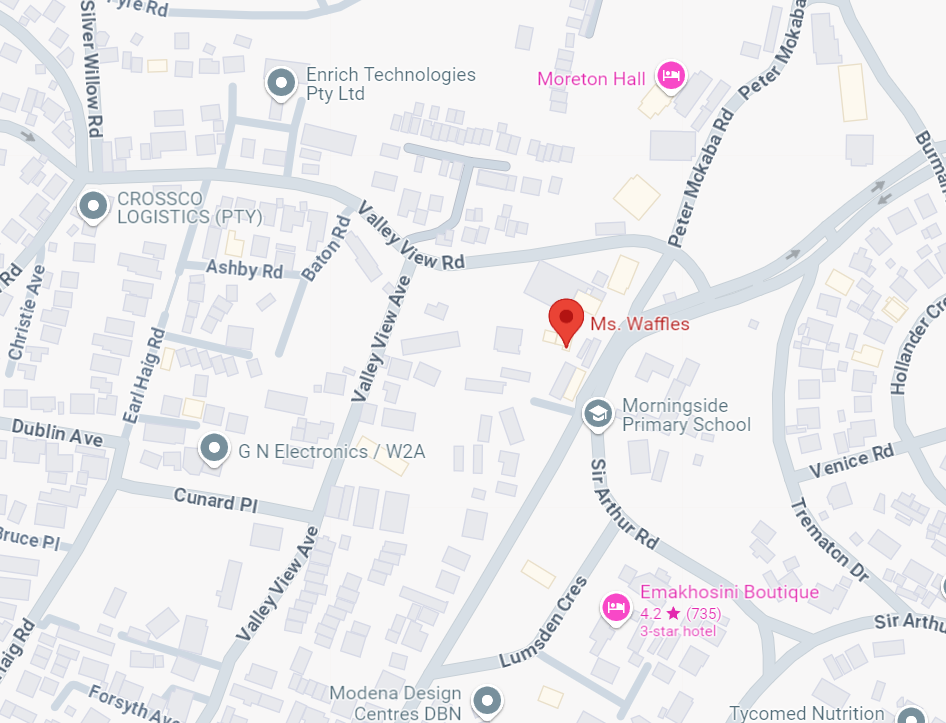 yre Rd
Silver Willow Rd
Enrich Technologies
Pty Ltd
Moreton Hall
Peter Mokaba
Peter Mokaba Rd
Burman
CROSSCO
LOGISTICS (PTY)
Valley View Rd
Baton Rd
Ashby Rd
Rd
Christie Ave
Valley View Ave
Ms. Waffles
Hollander Cre
Earl Haig Rd
Morningside
Primary School
Dublin Ave
G N Electronics / W2A
Venice Rd
Cunard Pl
Sir Arthur Rd
Trematon Dr
Bruce Pl
Valley View Ave
Emakhosini Boutique
4.2 ★ (735)
3-star hotel
Lumsden Cres
Sir Arthu
Haig Rd
Forsyth Ave
Modena Design
Centres DBN
Tycomed Nutrition